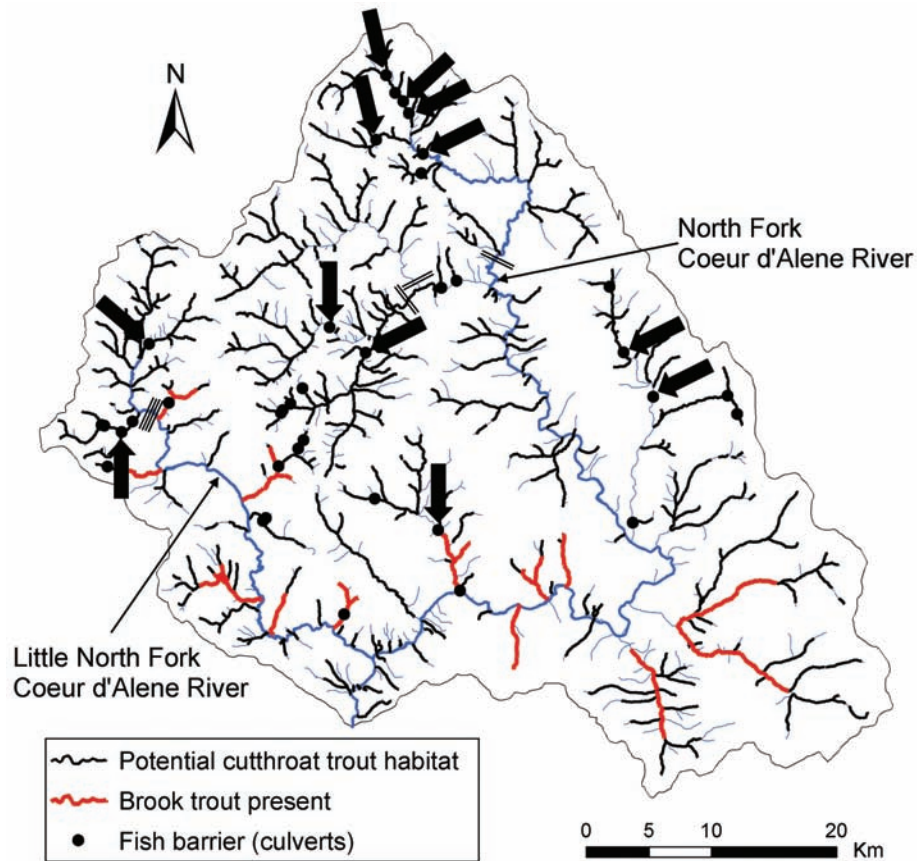 N
North Fork
Coeur d'Alene River
Little North Fork
Coeur d'Alene River
Potential cutthroat trout habitat
Brook trout present
Fish barrier (culverts)
0 5 10 20
Km